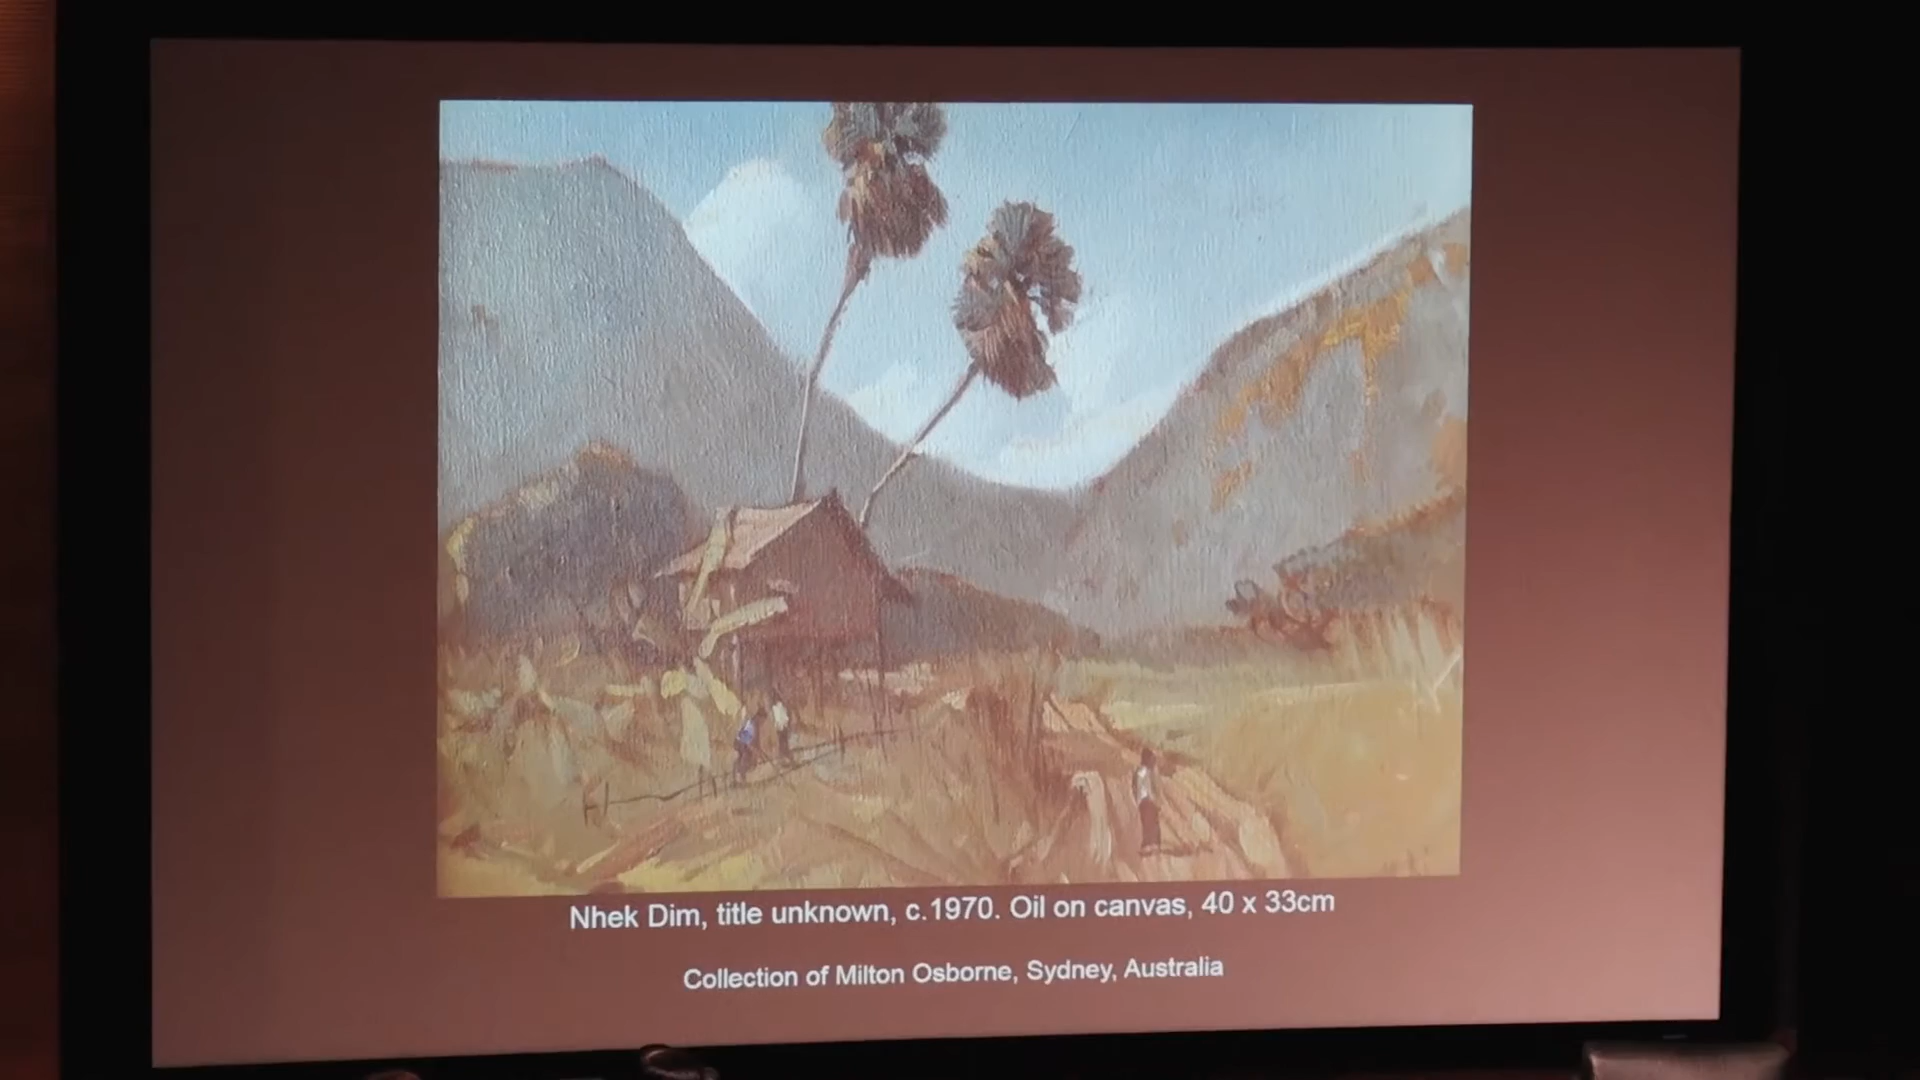 Nhek Dim, title unknown, c.1970. Oil on canvas, 40 x 33cm
Collection of Milton Osborne, Sydney, Australia